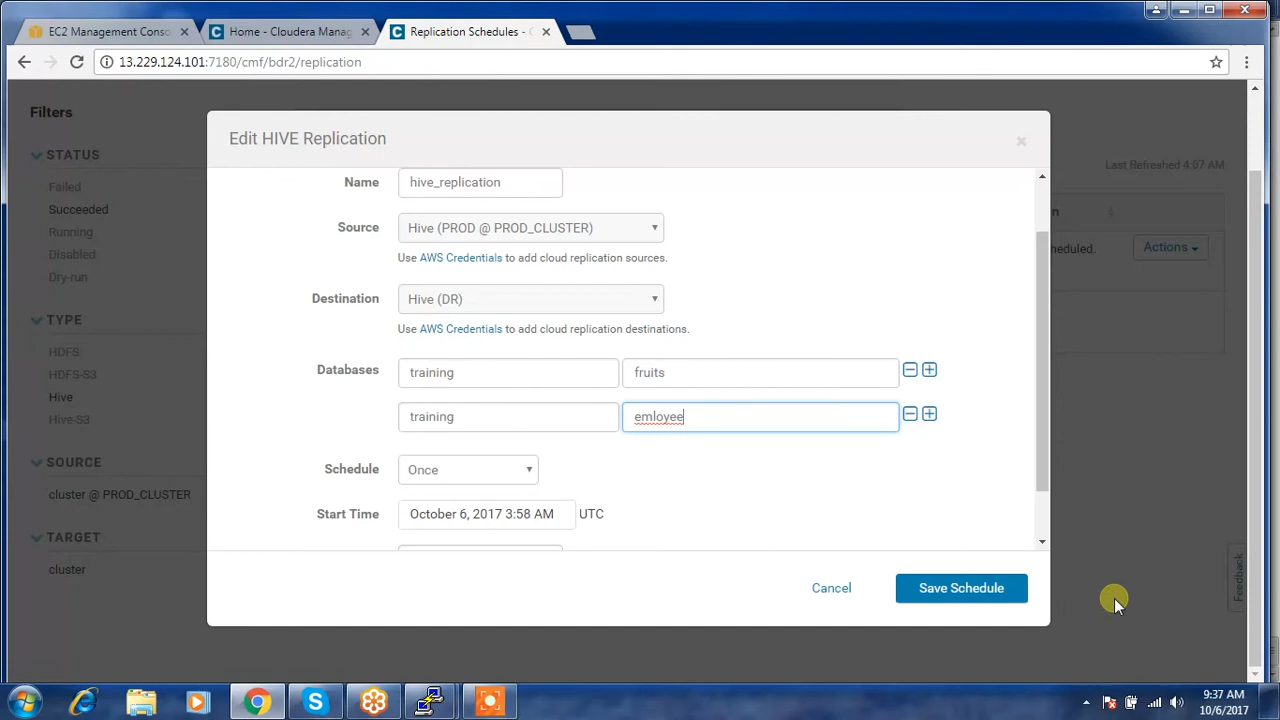 EC2 Management Conso
Home - Cloudera Manag
Replication Schedules - C
13.229.124.101:7180/cmf/bdr2/replication
Filters
STATUS
Failed
Succeeded
Running
Disabled
Dry-run
TYPE
HDFS
HDFS-S3
Hive
Hive-S3
SOURCE
cluster @ PROD_CLUSTER
TARGET
cluster
Last Refreshed 4:07 AM
on
heduled.
Actions
Edit HIVE Replication
Name hive_replication
Source Hive (PROD @ PROD_CLUSTER)
Use AWS Credentials to add cloud replication sources.
Destination Hive (DR)
Use AWS Credentials to add cloud replication destinations.
Databases training fruits
training emloyee
Schedule Once
Start Time October 6, 2017 3:58 AM UTC
Cancel Save Schedule
Feedback
9:37 AM
10/6/2017